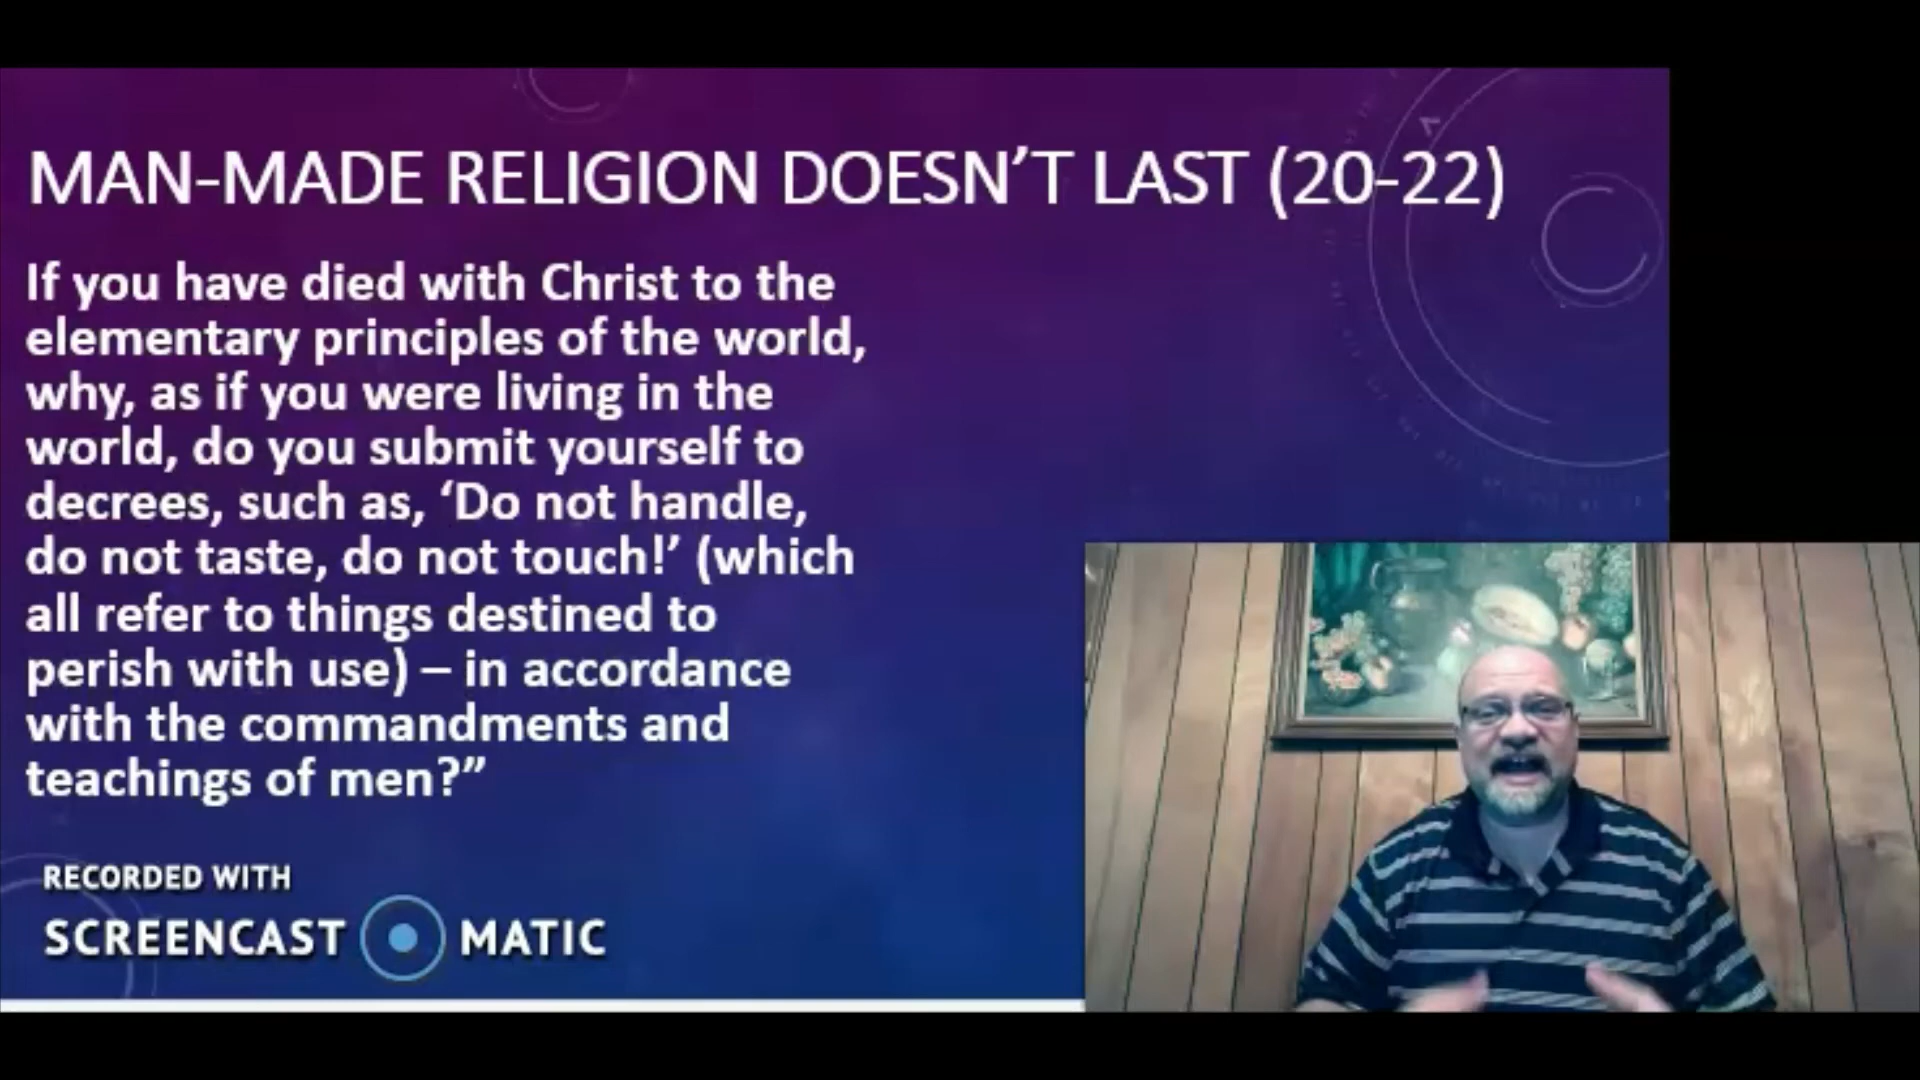 MAN-MADE RELIGION DOESN’T LAST (20-22)
If you have died with Christ to the
elementary principles of the world,
why, as if you were living in the
world, do you submit yourself to
decrees, such as, ‘Do not handle,
do not taste, do not touch!’ (which
all refer to things destined to
perish with use) – in accordance
with the commandments and
teachings of men?”
RECORDED WITH
SCREENCAST MATIC